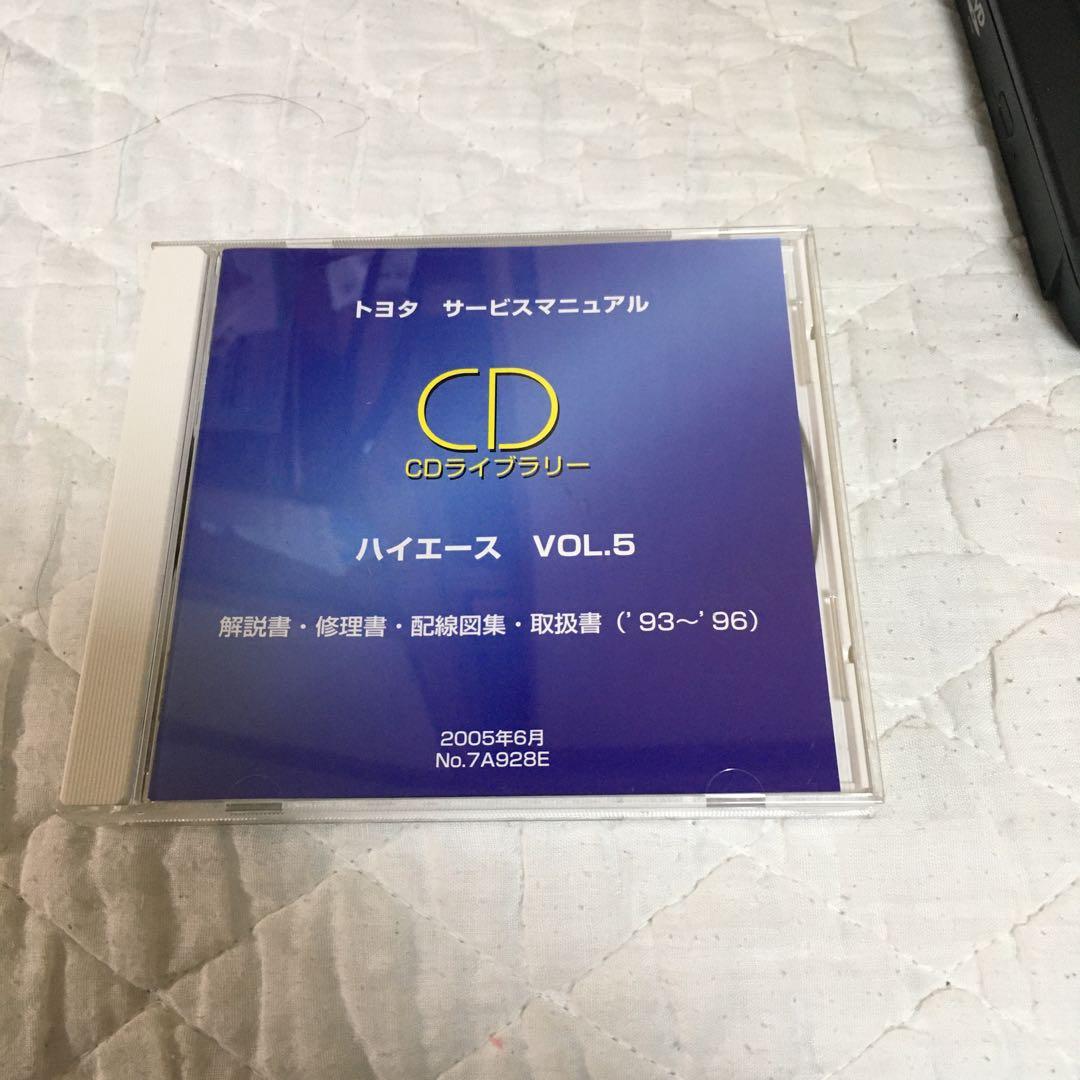 トヨタ サービスマニュアル
CD
CDライブラリー
ハイエース VOL.5
解説書・修理書・配線図集・取扱書（'93〜'96）
2005年6月
No.7A928E